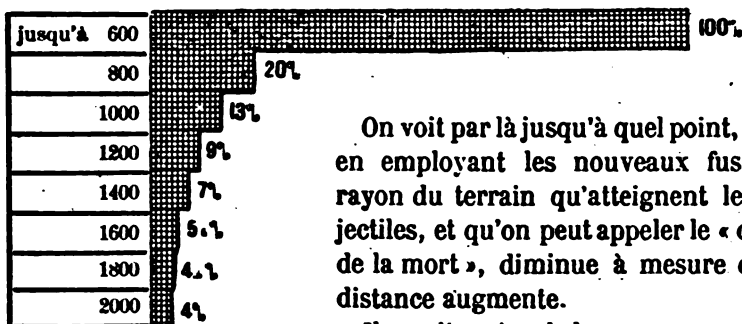 jusqu'à 600 100%
800 20%
1000 13%
1200 9%
1400 7%
1600 5.%
1800 4.%
2000 4%
On voit par là jusqu'à quel point,
en employant les nouveaux fus
rayon du terrain qu'atteignent le
jectiles, et qu'on peut appeler le «
de la mort », diminue à mesure
distance augmente.